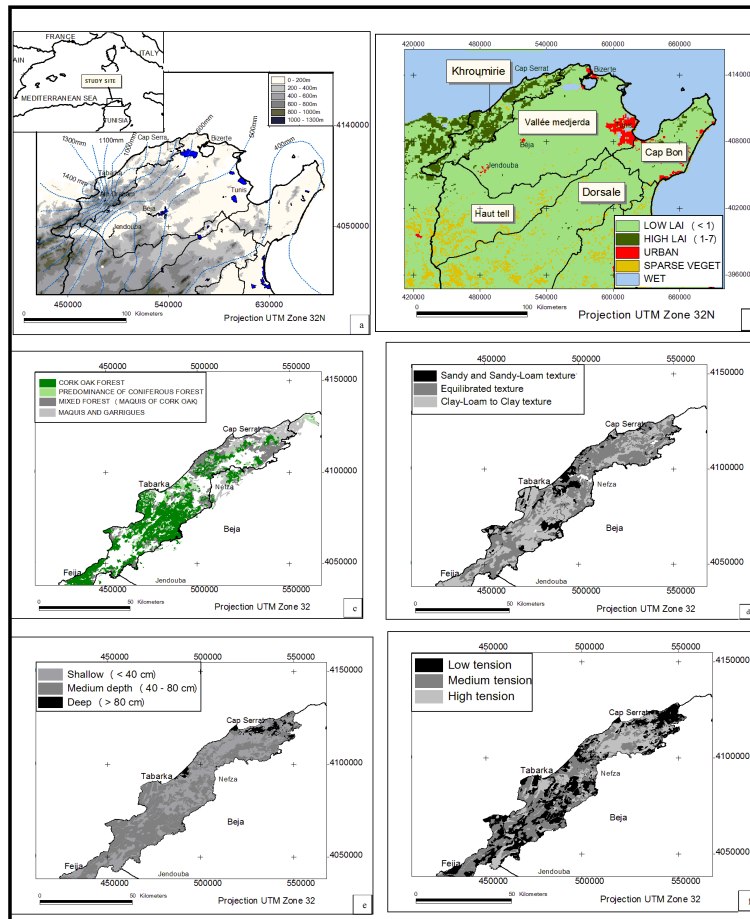 FRANCE
AIN
ITALY
STUDY SITE
MEDITERRANEAN SEA
TUNISIA
0 - 200m
200 - 400m
400 - 600m
600 - 800m
800 - 1000m
1000 - 1300m
4140000
Cap Serra
Bizerte
600mm
500mm
400mm
1300mm
1100mm
1000mm
Tabarka
1400mm
Tunis
Beja
Jendouba
4050000
460000 540000 630000
0 100 Kilometers
Projection UTM Zone 32N
a
420000 480000 540000 600000 660000
Cap Serrat
Bizerte
414000
Khroumirie
Vallée medjerda
408000
Beja
Cap Bon
Jendouba
Dorsale
402000
Haut tell
LOW LAI ( < 1)
HIGH LAI ( 1-7)
URBAN
SPARSE VEGET
WET
396000
420000 480000 540000 600000 660000
0 100 Kilometers
Projection UTM Zone 32N
450000 500000 550000
4150000
CORK OAK FOREST
PREDOMINANCE OF CONIFEROUS FOREST
MIXED FOREST ( MAQUIS OF CORK OAK)
MAQUIS AND GARRIGUES
Cap Serrat
4100000
Tabarka
Nefza
Beja
4050000
Feija
Jendouba
450000 500000 550000
0 50 Kilometers
Projection UTM Zone 32
c
450000 500000 550000
4150000
Sandy and Sandy-Loam texture
Equilibrated texture
Clay-Loam to Clay texture
Cap Serrat
4100000
Tabarka
Nefza
Beja
4050000
Feija
Jendouba
450000 500000 550000
0 50 Kilometers
Projection UTM Zone 32
d
450000 500000 550000
4150000
Shallow ( < 40 cm)
Medium depth ( 40 - 80 cm)
Deep ( > 80 cm)
Cap Serrat
4100000
Tabarka
Nefza
Beja
4050000
Feija
Jendouba
450000 500000 550000
0 50 Kilometers
Projection UTM Zone 32
e
450000 500000 550000
4150000
Low tension
Medium tension
High tension
Cap Serrat
4100000
Tabarka
Nefza
Beja
4050000
Feija
Jendouba
450000 500000 550000
0 50 Kilometers
Projection UTM Zone 32